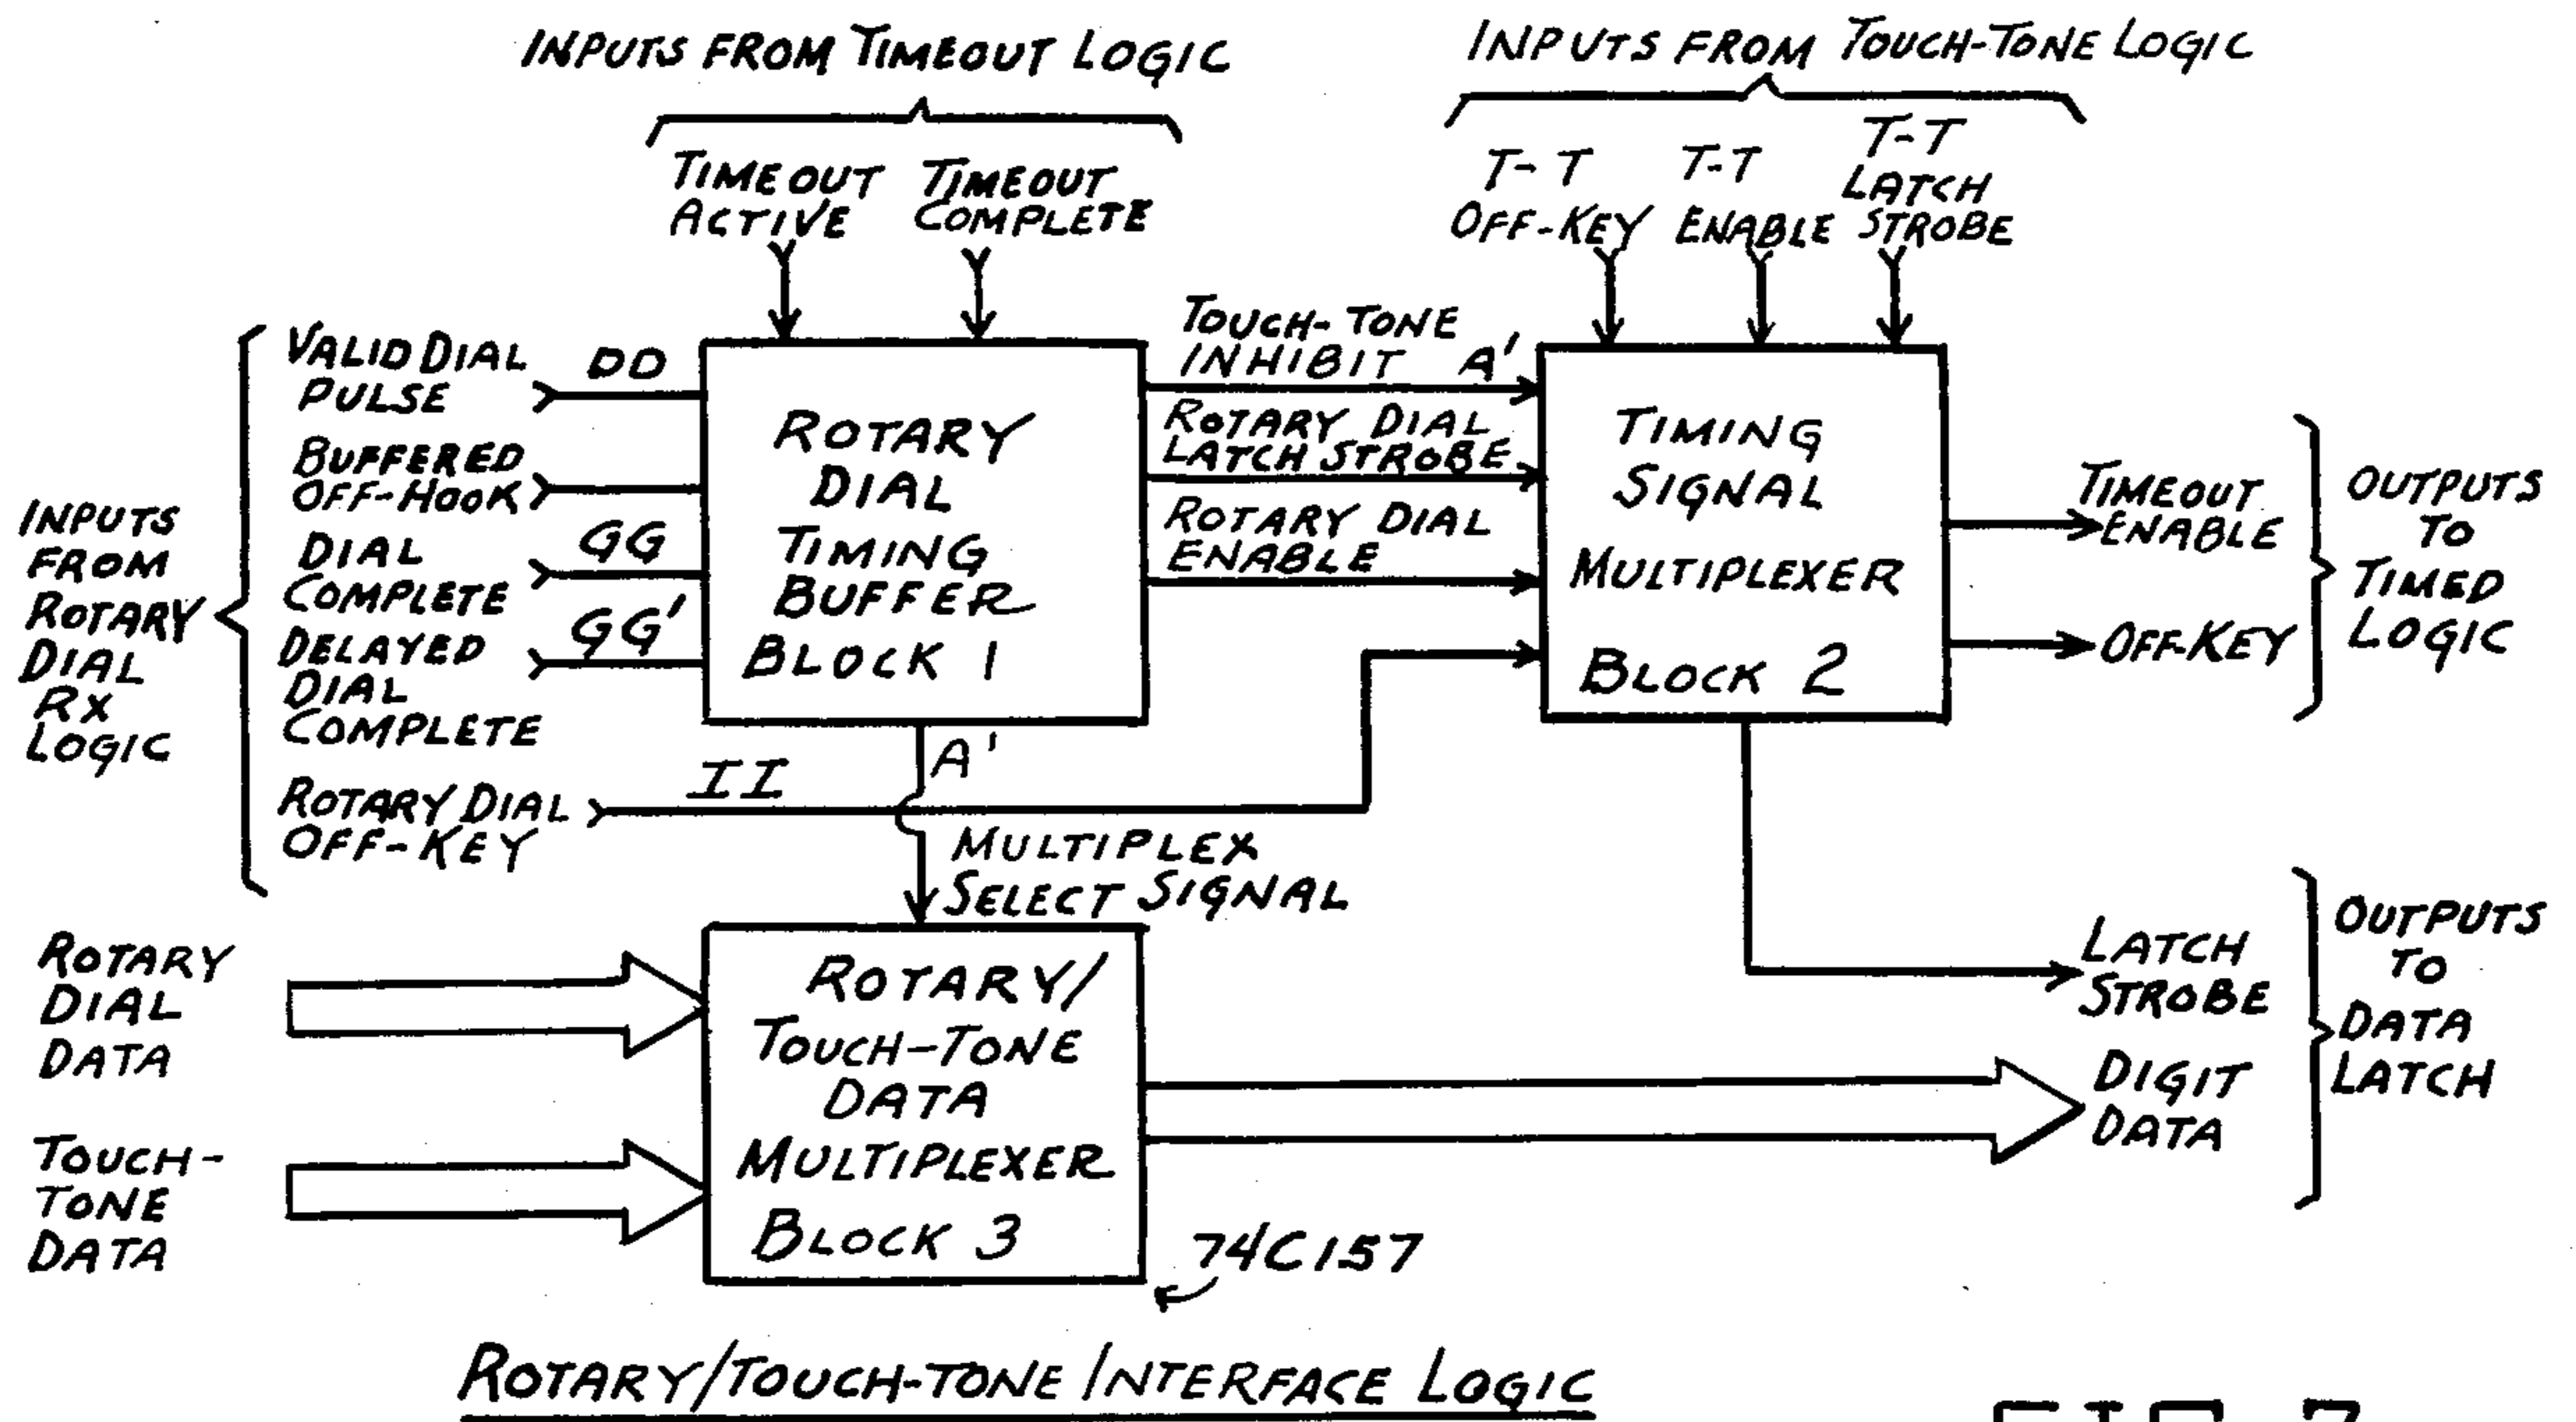 INPUTS FROM TIMEOUT LOGIC
INPUTS FROM TOUCH-TONE LOGIC
TIMEOUT
ACTIVE
TIMEOUT
COMPLETE
T-T
OFF-KEY
T-T
ENABLE
T-T
LATCH
STROBE
INPUTS
FROM
ROTARY
DIAL
RX
LOGIC
VALID DIAL
PULSE
DD
BUFFERED
OFF-HOOK
DIAL
COMPLETE
GG
DELAYED
DIAL
COMPLETE
GG'
ROTARY DIAL
OFF-KEY
II
ROTARY
DIAL
TIMING
BUFFER
BLOCK 1
TOUCH-TONE
INHIBIT A'
ROTARY DIAL
LATCH STROBE
ROTARY DIAL
ENABLE
TIMING
SIGNAL
MULTIPLEXER
BLOCK 2
TIMEOUT
ENABLE
OFF-KEY
OUTPUTS
TO
TIMED
LOGIC
A'
MULTIPLEX
SELECT SIGNAL
ROTARY
DIAL
DATA
TOUCH-
TONE
DATA
ROTARY/
TOUCH-TONE
DATA
MULTIPLEXER
BLOCK 3
74C157
LATCH
STROBE
DIGIT
DATA
OUTPUTS
TO
DATA
LATCH
ROTARY/TOUCH-TONE INTERFACE LOGIC